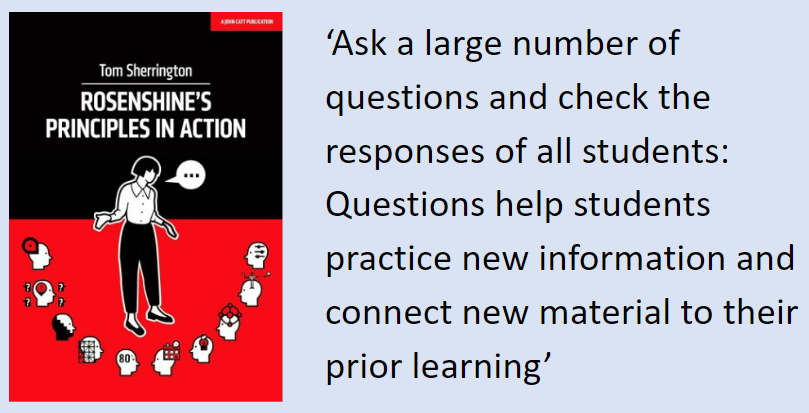 A JOHN CATT PUBLICATION
Tom Sherrington
ROSENSHINE'S
PRINCIPLES IN ACTION
...
? ?
? ?
80
‘Ask a large number of
questions and check the
responses of all students:
Questions help students
practice new information and
connect new material to their
prior learning’